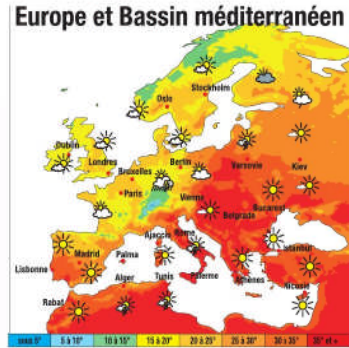 Europe et Bassin méditerranéen
Stockholm
Oslo
Dublin
Londres
Berlin
Varsovie
Kiev
Bruxelles
Paris
Vienne
Bucarest
Belgrade
Ajaccio
Rome
Istanbul
Madrid
Palma
Lisbonne
Alger
Tunis
Palerme
Athènes
Nicosie
Rabat
sous 5° 5 à 10° 10 à 15° 15 à 20° 20 à 25° 25 à 30° 30 à 35° 35° et +